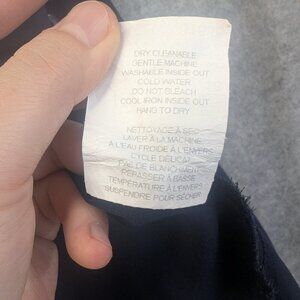 DRY CLEANABLE
GENTLE MACHINE
WASHABLE INSIDE OUT
COLD WATER
DO NOT BLEACH
COOL IRON INSIDE OUT
HANG TO DRY
NETTOYAGE À SEC
LAVER À LA MACHINE
À L'EAU FROIDE À L'ENVERS
CYCLE DÉLICAT
PAS DE BLANCHIMENT
REPASSER À BASSE
TEMPÉRATURE À L'ENVERS
SUSPENDRE POUR SÉCHER